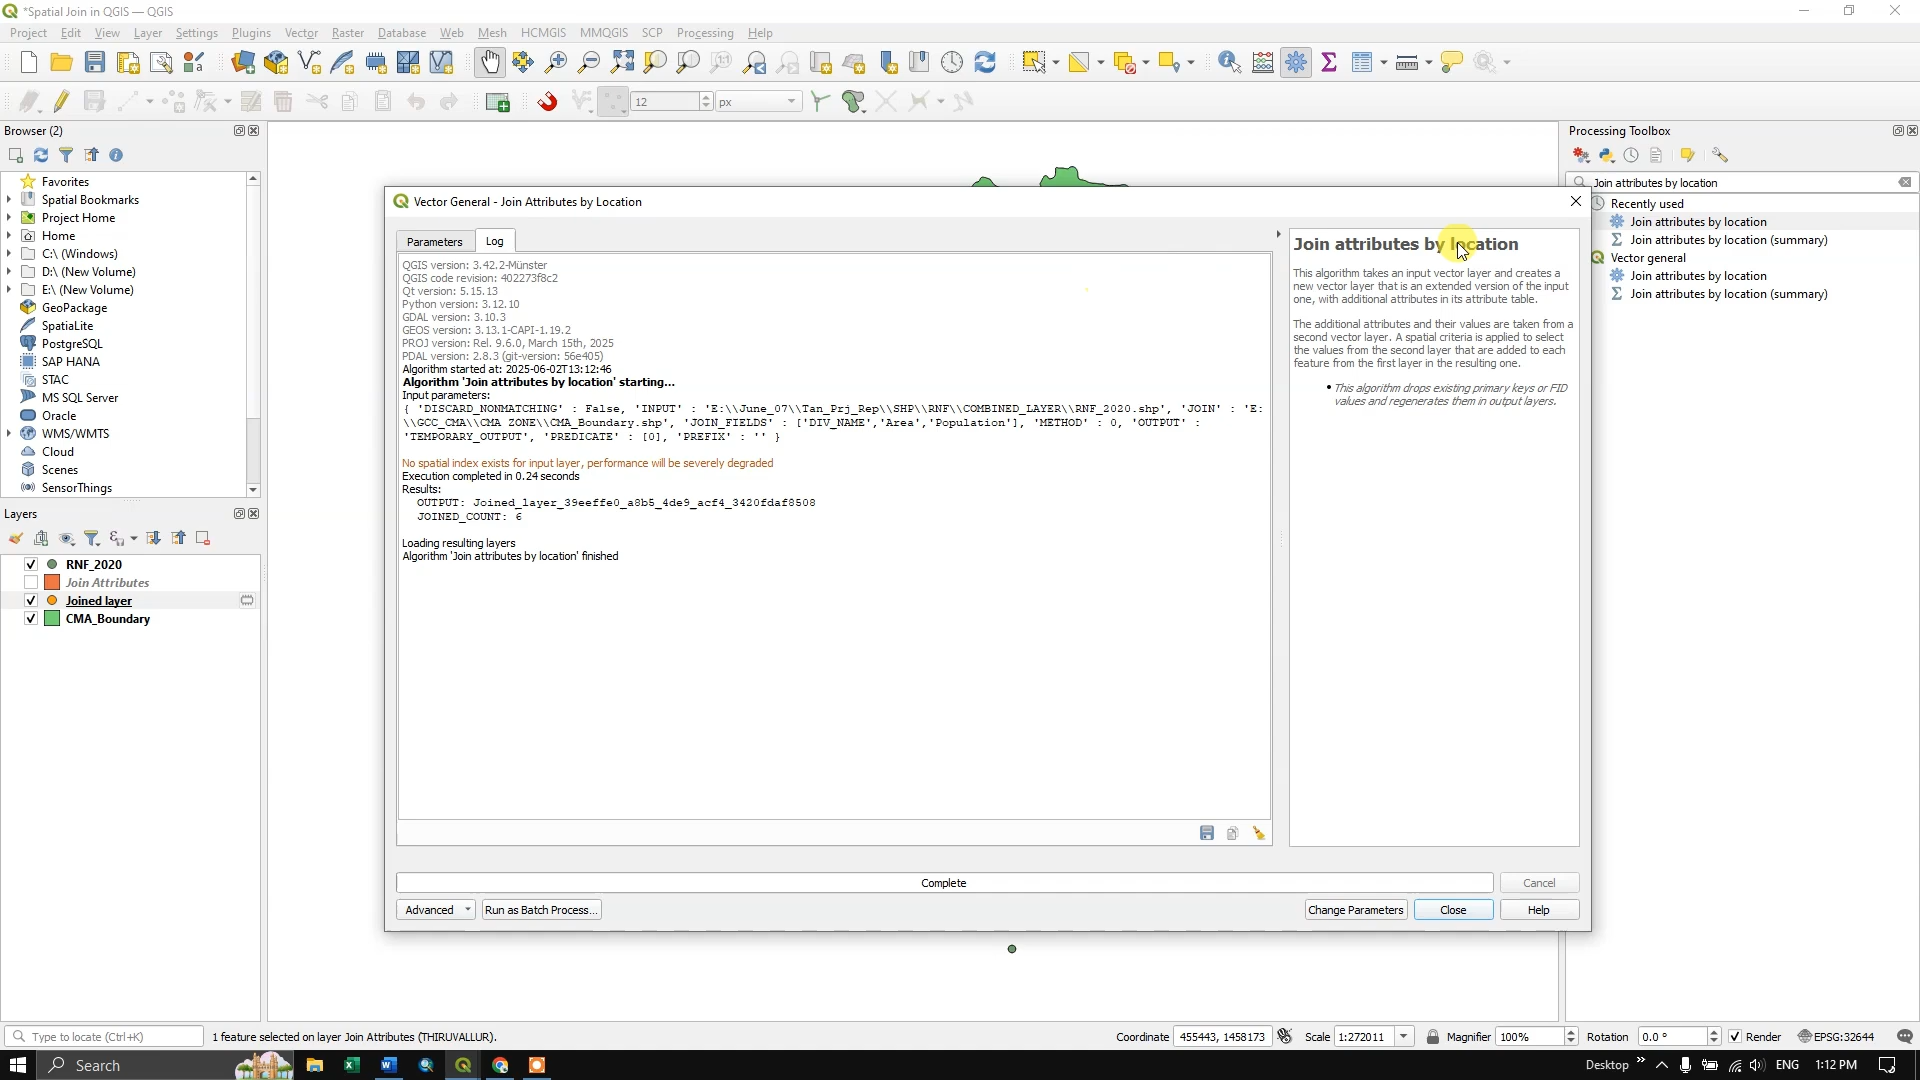 *Spatial Join in QGIS — QGIS
Project Edit View Layer Settings Plugins Vector Raster Database Web Mesh HCMGIS MMQGIS SCP Processing Help
12 px
Browser (2)
Favorites
Spatial Bookmarks
Project Home
Home
C:\ (Windows)
D:\ (New Volume)
E:\ (New Volume)
GeoPackage
SpatiaLite
PostgreSQL
SAP HANA
STAC
MS SQL Server
Oracle
WMS/WMTS
Cloud
Scenes
SensorThings
Layers
RNF_2020
Join Attributes
Joined layer
CMA_Boundary
Vector General - Join Attributes by Location
Parameters Log
QGIS version: 3.42.2-Münster
QGIS code revision: 402273f8c2
Qt version: 5.15.13
Python version: 3.12.10
GDAL version: 3.10.3
GEOS version: 3.13.1-CAPI-1.19.2
PROJ version: Rel. 9.6.0, March 15th, 2025
PDAL version: 2.8.3 (git-version: 56e405)
Algorithm started at: 2025-06-02T13:12:46
Algorithm 'Join attributes by location' starting…
Input parameters:
{ 'DISCARD_NONMATCHING' : False, 'INPUT' : 'E:\\June_07\\Tan_Prj_Rep\\SHP\\RNF\\COMBINED_LAYER\\RNF_2020.shp', 'JOIN' : 'E:
\\GCC_CMA\\CMA ZONE\\CMA_Boundary.shp', 'JOIN_FIELDS' : ['DIV_NAME','Area','Population'], 'METHOD' : 0, 'OUTPUT' :
'TEMPORARY_OUTPUT', 'PREDICATE' : [0], 'PREFIX' : '' }
No spatial index exists for input layer, performance will be severely degraded
Execution completed in 0.24 seconds
Results:
OUTPUT: Joined_layer_39eeffe0_a8b5_4de9_acf4_3420fdaf8508
JOINED_COUNT: 6
Loading resulting layers
Algorithm 'Join attributes by location' finished
Join attributes by location
This algorithm takes an input vector layer and creates a
new vector layer that is an extended version of the input
one, with additional attributes in its attribute table.
The additional attributes and their values are taken from a
second vector layer. A spatial criteria is applied to select
the values from the second layer that are added to each
feature from the first layer in the resulting one.
• This algorithm drops existing primary keys or FID
values and regenerates them in output layers.
Complete
Cancel
Advanced Run as Batch Process… Change Parameters Close Help
Processing Toolbox
Join attributes by location
Recently used
Join attributes by location
Join attributes by location (summary)
Vector general
Join attributes by location
Join attributes by location (summary)
Type to locate (Ctrl+K) 1 feature selected on layer Join Attributes (THIRUVALLUR). Coordinate 455443, 1458173 Scale 1:272011 Magnifier 100% Rotation 0.0 ° Render EPSG:32644
Search Desktop ENG 1:12 PM